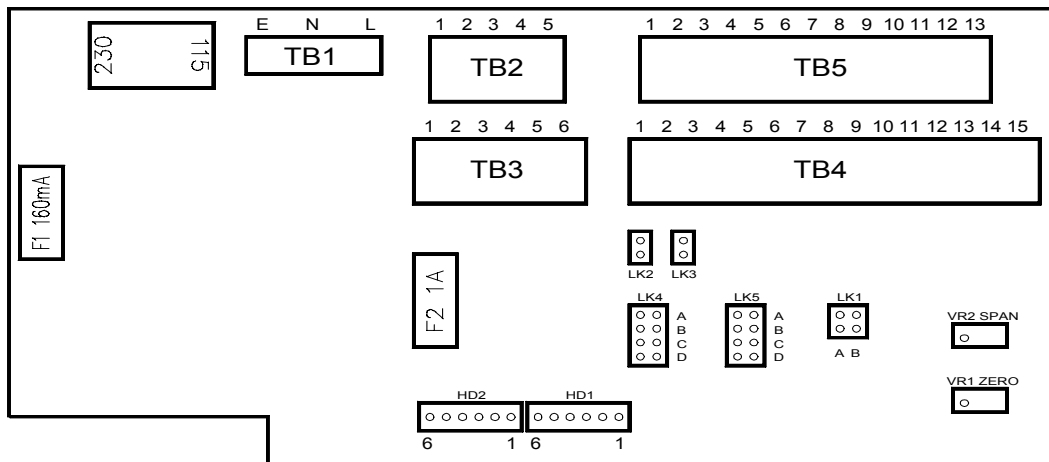 E N L
230 115
TB1
1 2 3 4 5
TB2
1 2 3 4 5 6 7 8 9 10 11 12 13
TB5
1 2 3 4 5 6
TB3
1 2 3 4 5 6 7 8 9 10 11 12 13 14 15
TB4
F1 160mA
F2 1A
LK2 LK3
LK4
A
B
C
D
LK5
A
B
C
D
LK1
A B
VR2 SPAN
VR1 ZERO
HD2
6 1
HD1
6 1